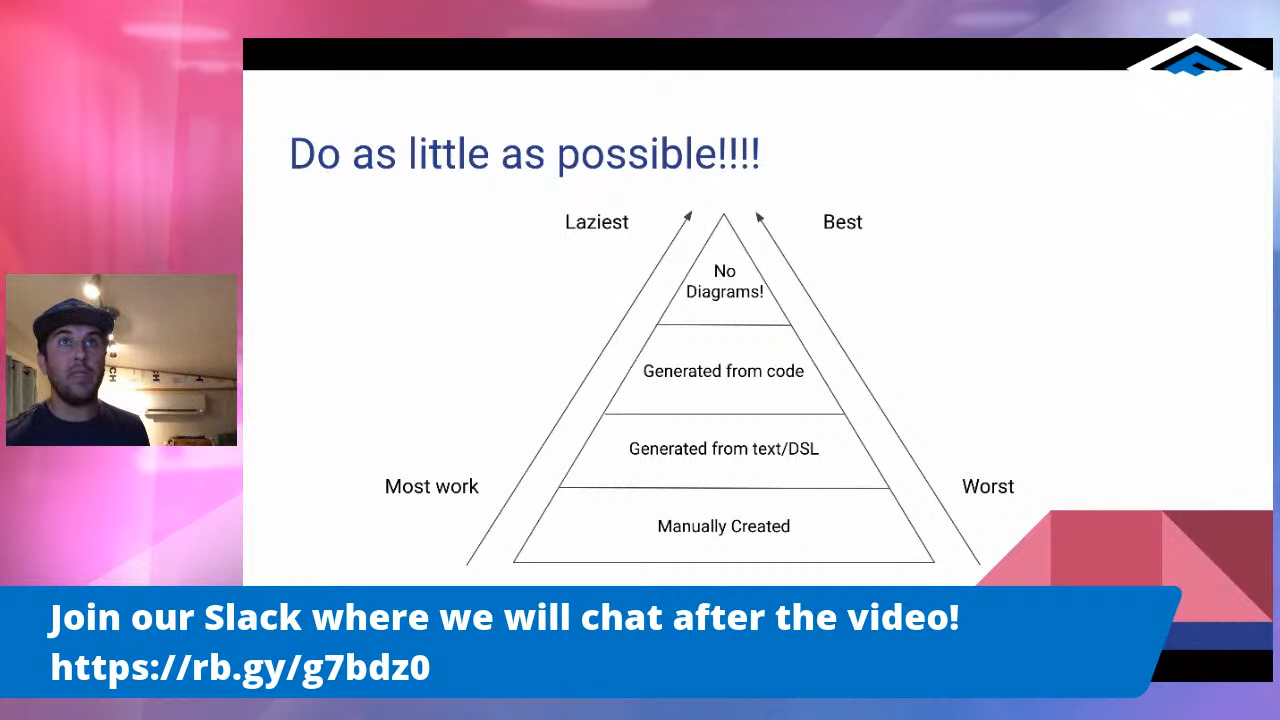 Do as little as possible!!!!
Laziest
Best
No
Diagrams!
Generated from code
Generated from text/DSL
Most work
Worst
Manually Created
Join our Slack where we will chat after the video!
https://rb.gy/g7bdz0